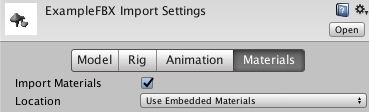 ExampleFBX Import Settings
Open
Model Rig Animation Materials
Import Materials
Location Use Embedded Materials